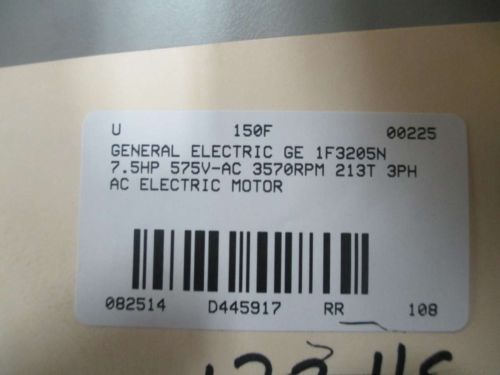 U 150F 00225
GENERAL ELECTRIC GE 1F3205N
7.5HP 575V-AC 3570RPM 213T 3PH
AC ELECTRIC MOTOR
082514 D445917 RR 108